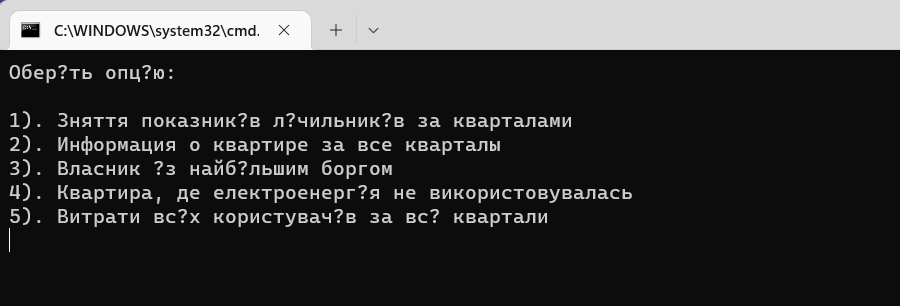 C:\WINDOWS\system32\cmd.
Обер?ть опц?ю:
1). Зняття показник?в л?чильник?в за кварталами
2). Информация о квартире за все кварталы
3). Власник ?з найб?льшим боргом
4). Квартира, де електроенерг?я не використовувалась
5). Витрати вс?х користувач?в за вс? квартали